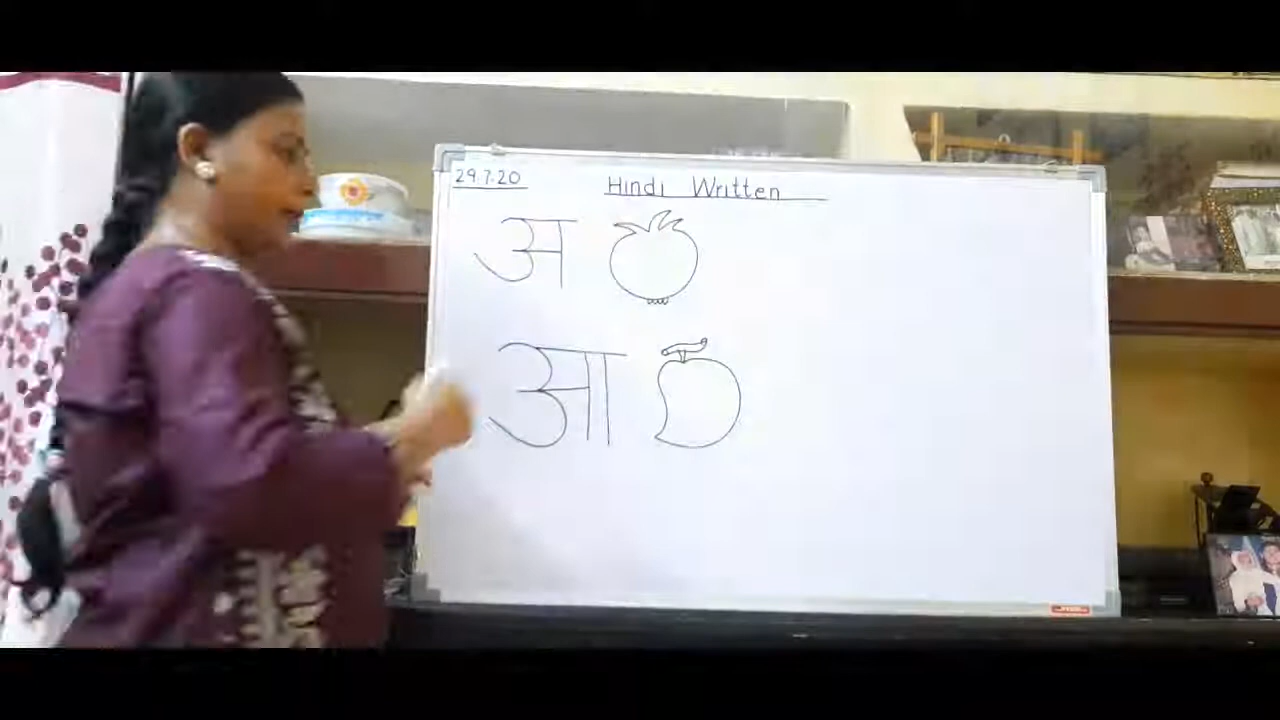 29.7.20
Hindi Written
अ
आ